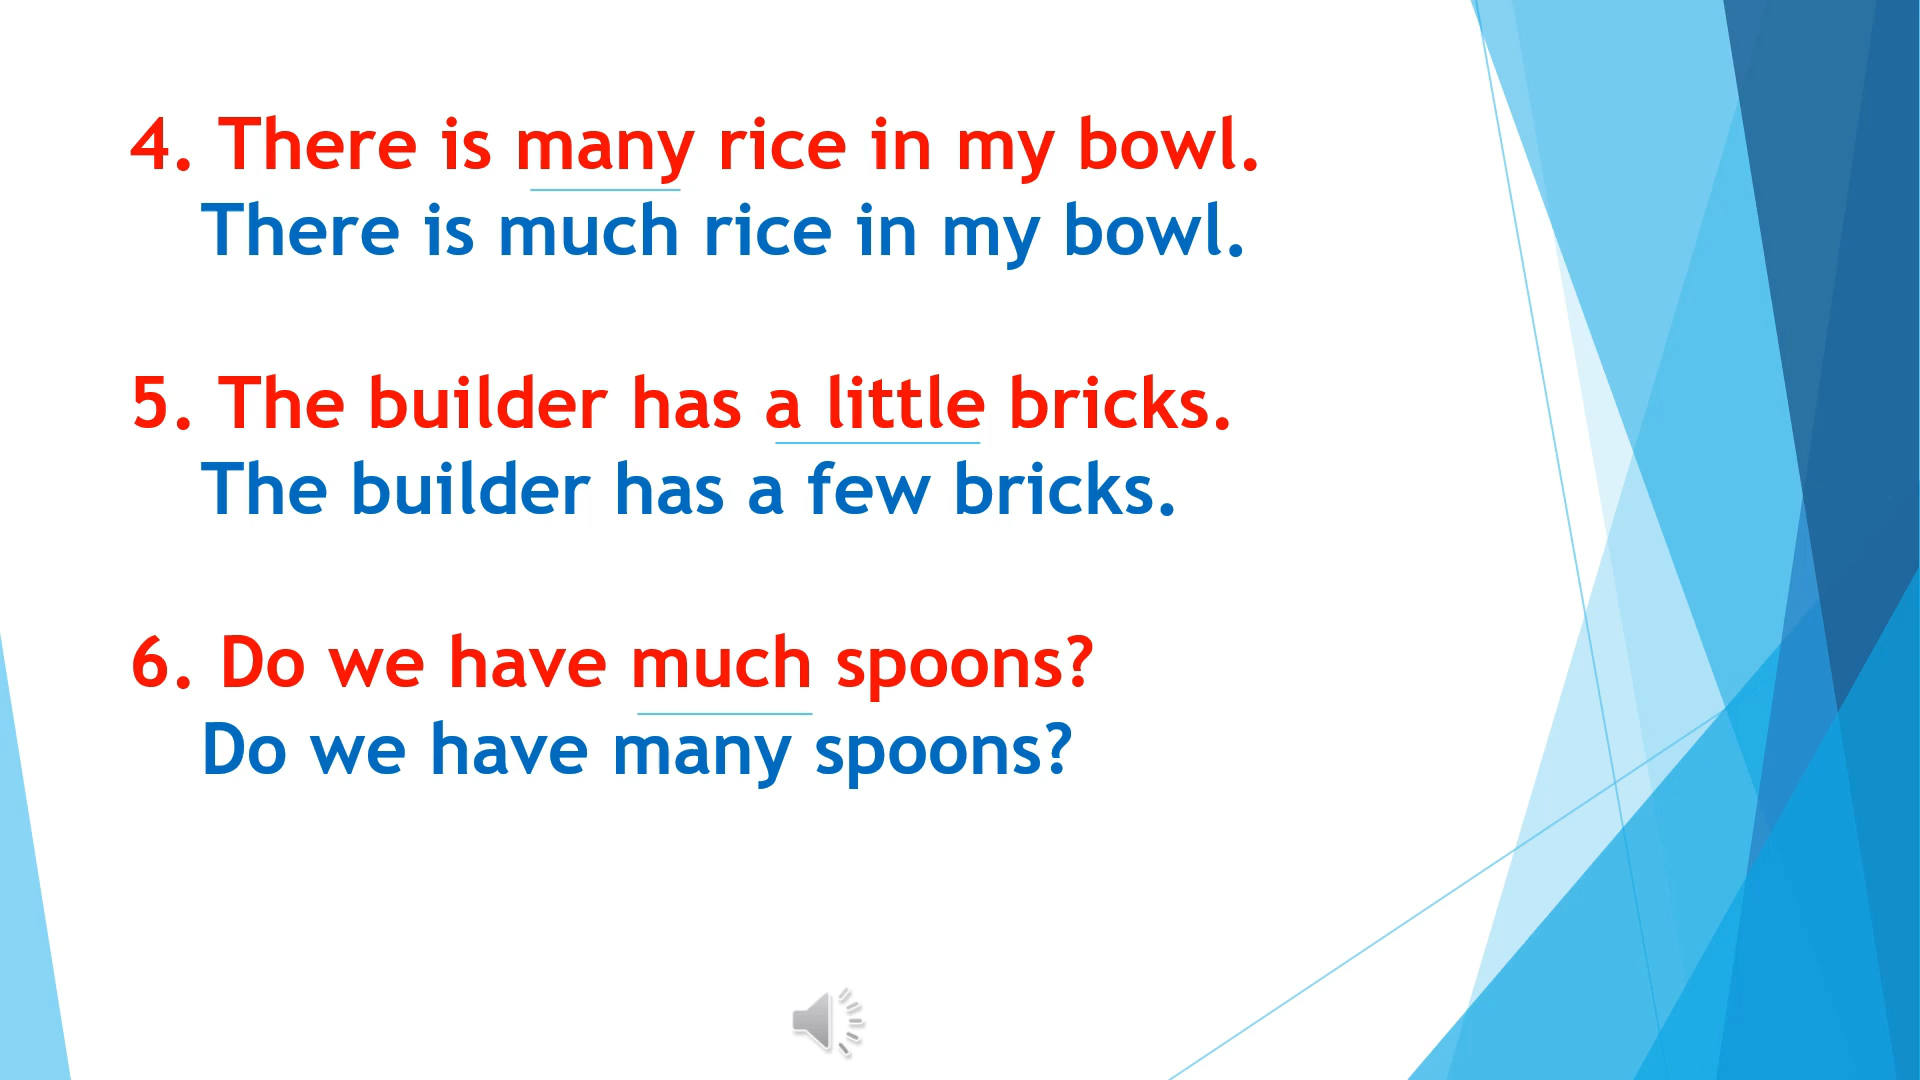 4. There is many rice in my bowl.
There is much rice in my bowl.
5. The builder has a little bricks.
The builder has a few bricks.
6. Do we have much spoons?
Do we have many spoons?